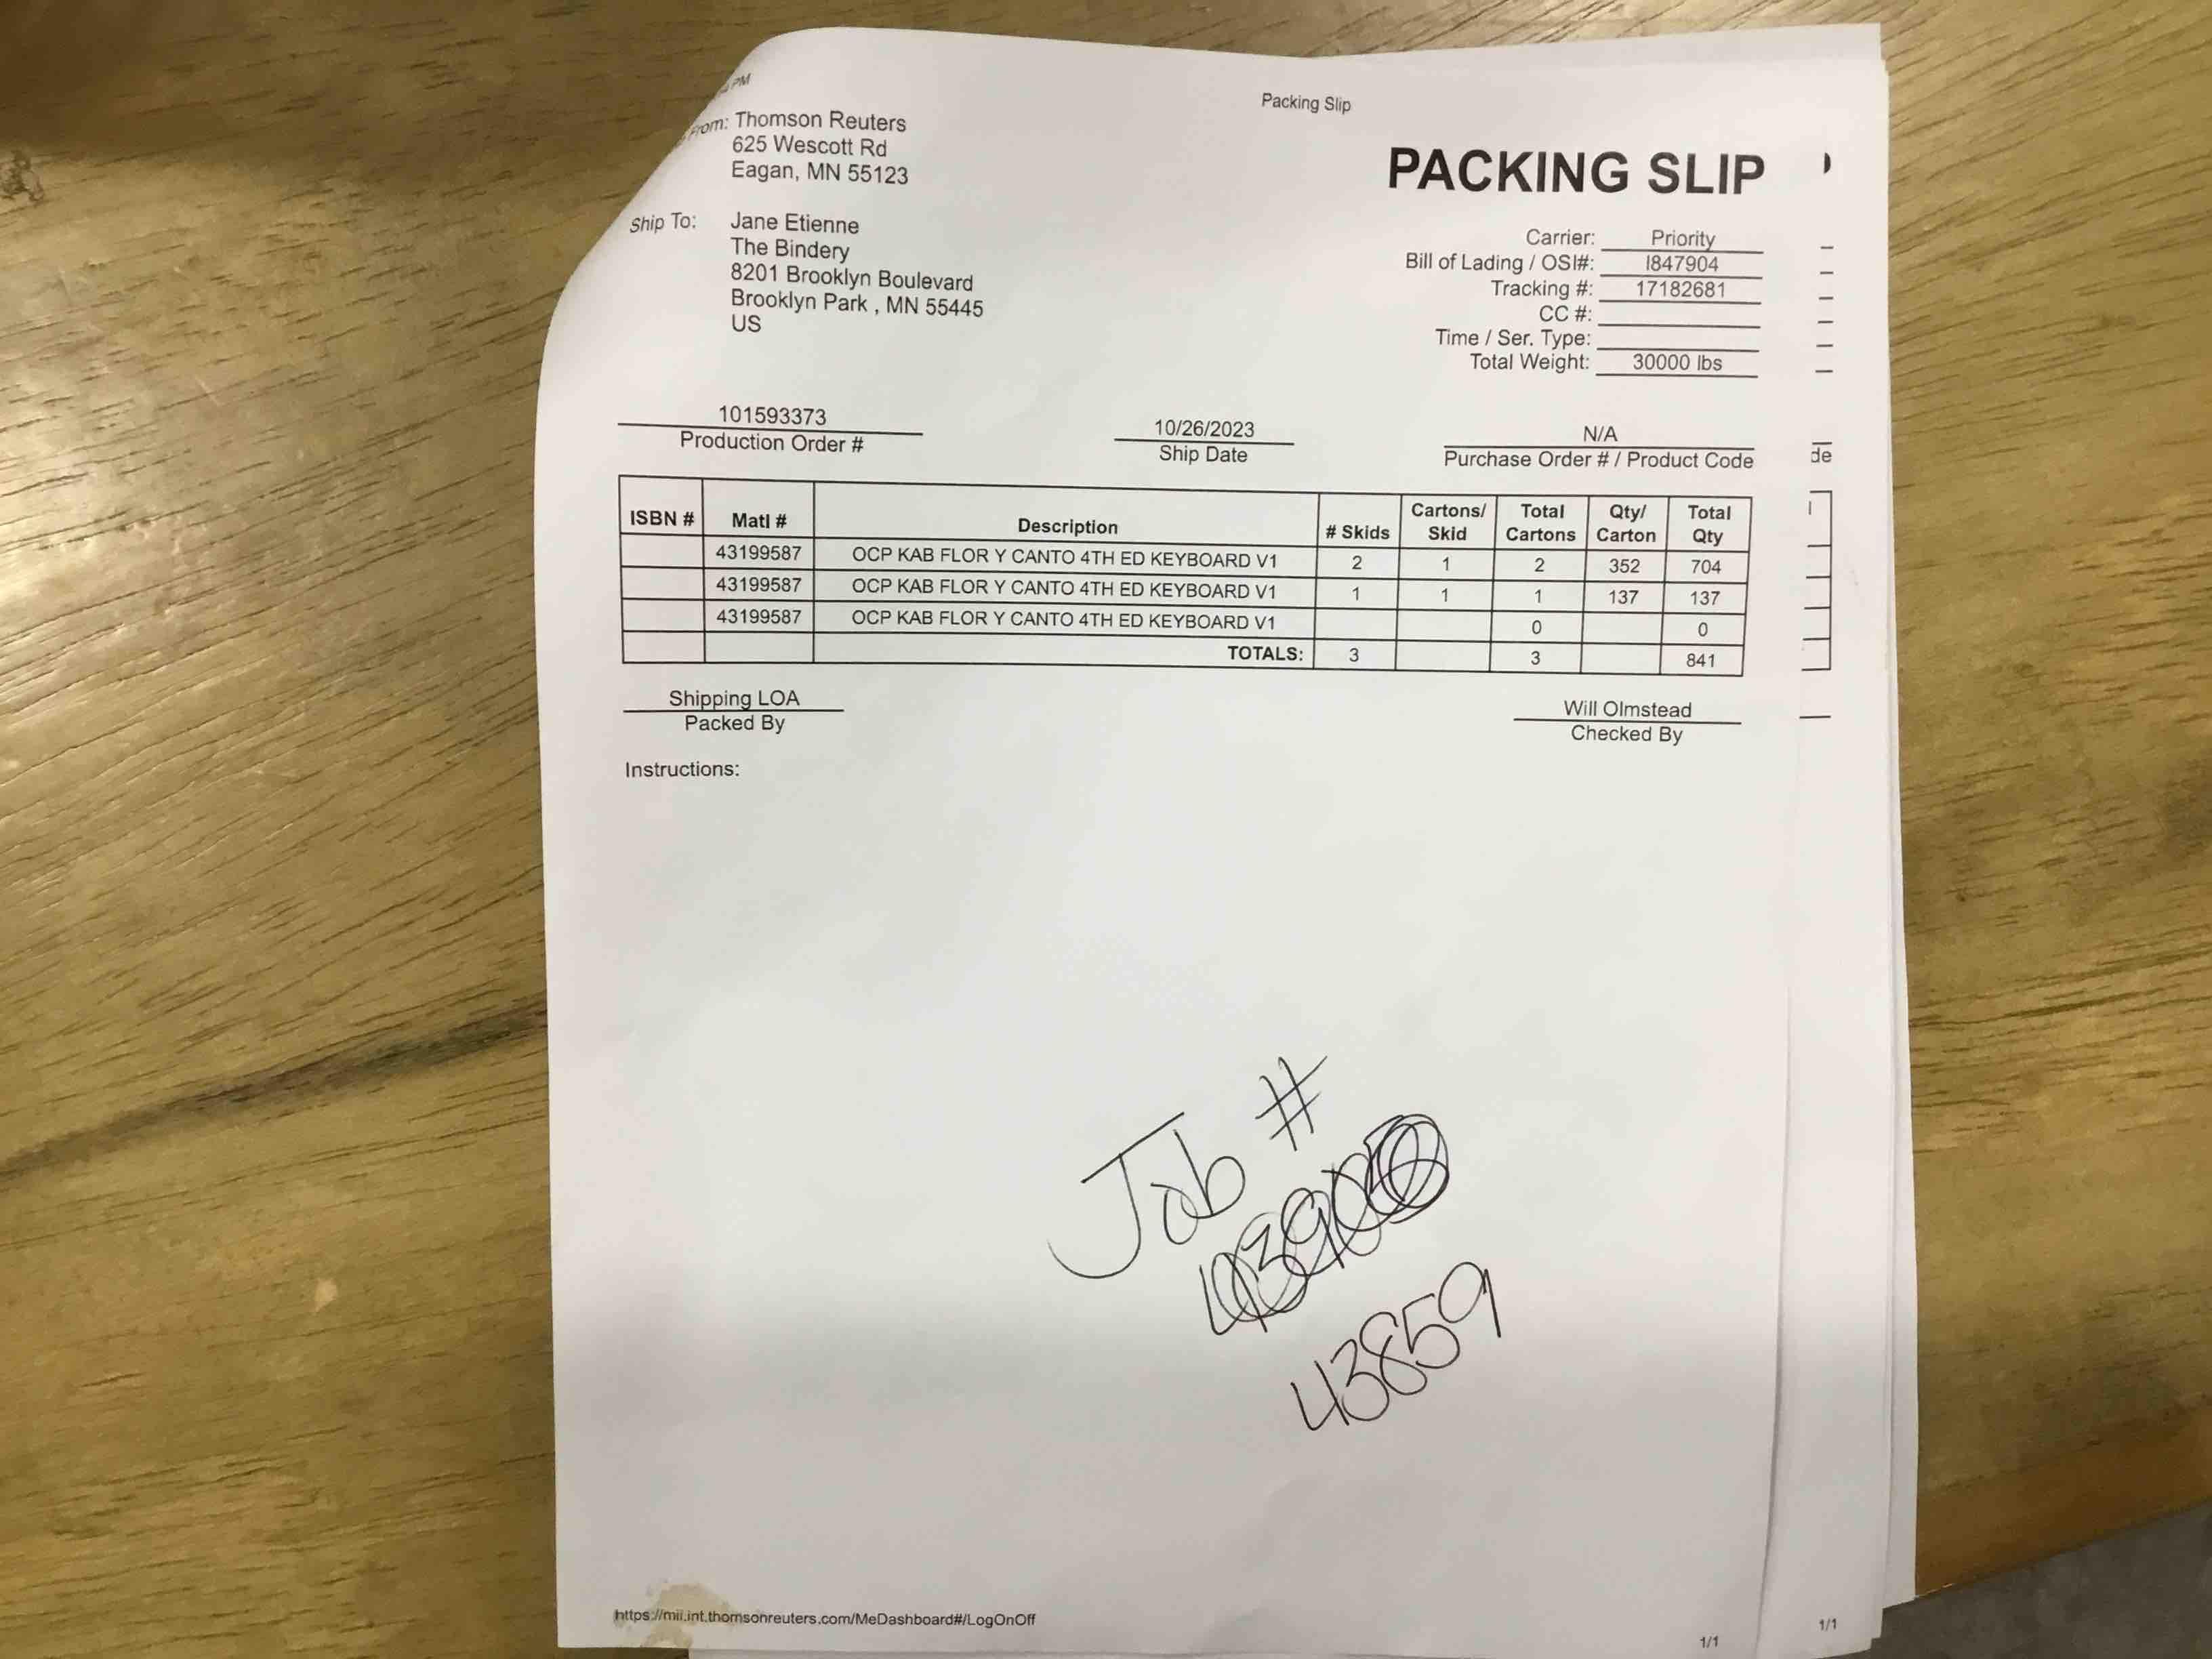 PM
From: Thomson Reuters
625 Wescott Rd
Eagan, MN 55123
Packing Slip
PACKING SLIP
Ship To: Jane Etienne
The Bindery
8201 Brooklyn Boulevard
Brooklyn Park , MN 55445
US
Carrier: Priority
Bill of Lading / OSI#: I847904
Tracking #: 17182681
CC #:
Time / Ser. Type:
Total Weight: 30000 lbs
101593373
Production Order #
10/26/2023
Ship Date
N/A
Purchase Order # / Product Code
de
ISBN # Matl # Description # Skids Cartons/ Skid Total Cartons Qty/ Carton Total Qty
43199587 OCP KAB FLOR Y CANTO 4TH ED KEYBOARD V1 2 1 2 352 704
43199587 OCP KAB FLOR Y CANTO 4TH ED KEYBOARD V1 1 1 1 137 137
43199587 OCP KAB FLOR Y CANTO 4TH ED KEYBOARD V1 0 0
TOTALS: 3 3 841
Shipping LOA
Packed By
Will Olmstead
Checked By
Instructions:
Job #
43859
https://mii.int.thomsonreuters.com/MeDashboard#/LogOnOff
1/1
1/1